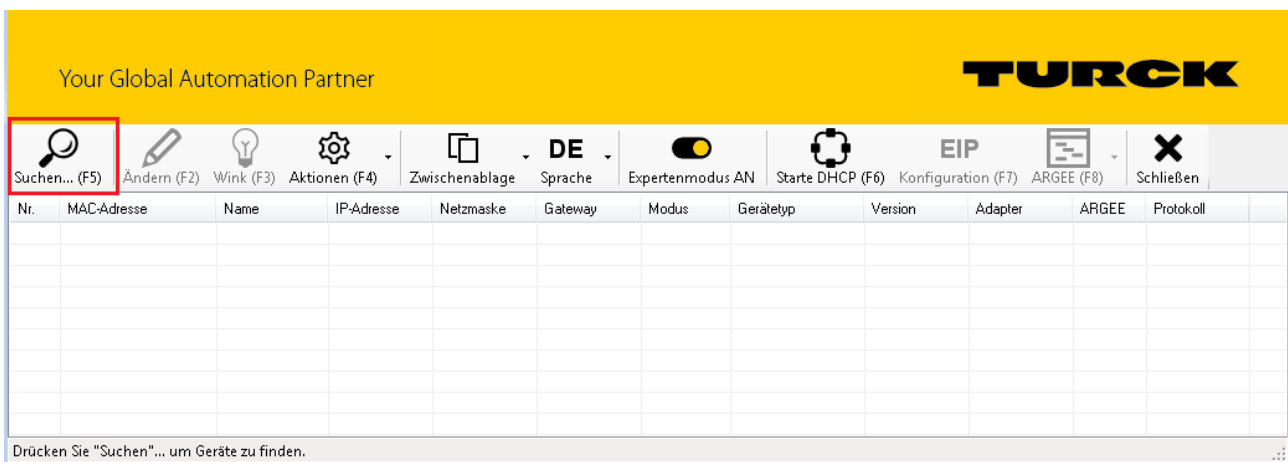 Your Global Automation Partner
TURCK
DE
EIP
Suchen... (F5) Ändern (F2) Wink (F3) Aktionen (F4) Zwischenablage Sprache Expertenmodus AN Starte DHCP (F6) Konfiguration (F7) ARGEE (F8) Schließen
Nr. MAC-Adresse Name IP-Adresse Netzmaske Gateway Modus Gerätetyp Version Adapter ARGEE Protokoll
Drücken Sie "Suchen"... um Geräte zu finden.